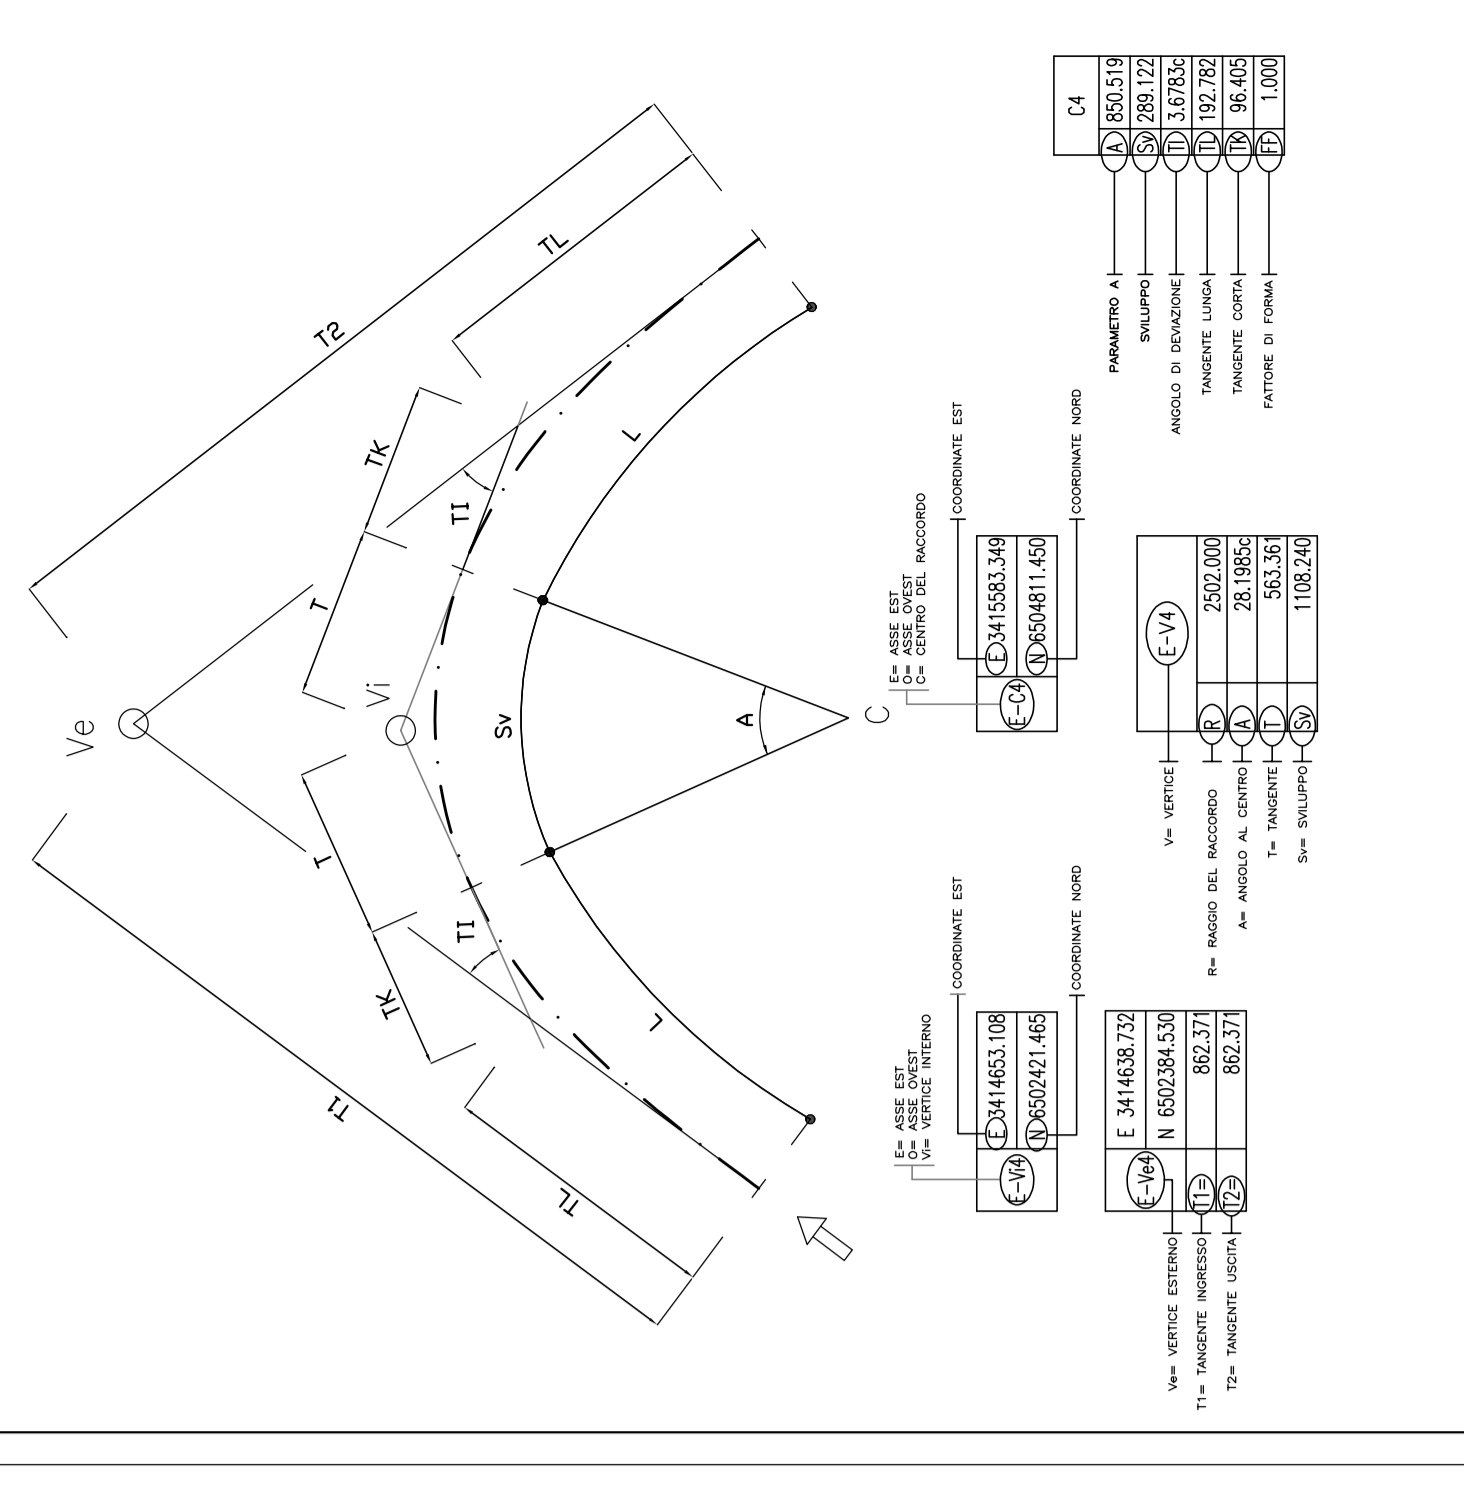 Ve
Vi
T1
T2
TL
TL
TK
TK
T
T
TI
TI
L
L
Sv
A
C
E= ASSE EST
O= ASSE OVEST
Vi= VERTICE INTERNO
COORDINATE EST
E-Vi4
E 3414653.108
N 6502421.465
COORDINATE NORD
E= ASSE EST
O= ASSE OVEST
C= CENTRO DEL RACCORDO
COORDINATE EST
E-C4
E 3415583.349
N 6504811.450
COORDINATE NORD
E-Ve4
E 3414638.732
N 6502384.530
T1= 862.371
T2= 862.371
Ve= VERTICE ESTERNO
T1= TANGENTE INGRESSO
T2= TANGENTE USCITA
E-V4
R 2502.000
A 28.1985c
T 563.361
Sv 1108.240
V= VERTICE
R= RAGGIO DEL RACCORDO
A= ANGOLO AL CENTRO
T= TANGENTE
Sv= SVILUPPO
C4
A 850.519
Sv 289.122
TI 3.6783c
TL 192.782
TK 96.405
FF 1.000
PARAMETRO A
SVILUPPO
ANGOLO DI DEVIAZIONE
TANGENTE LUNGA
TANGENTE CORTA
FATTORE DI FORMA